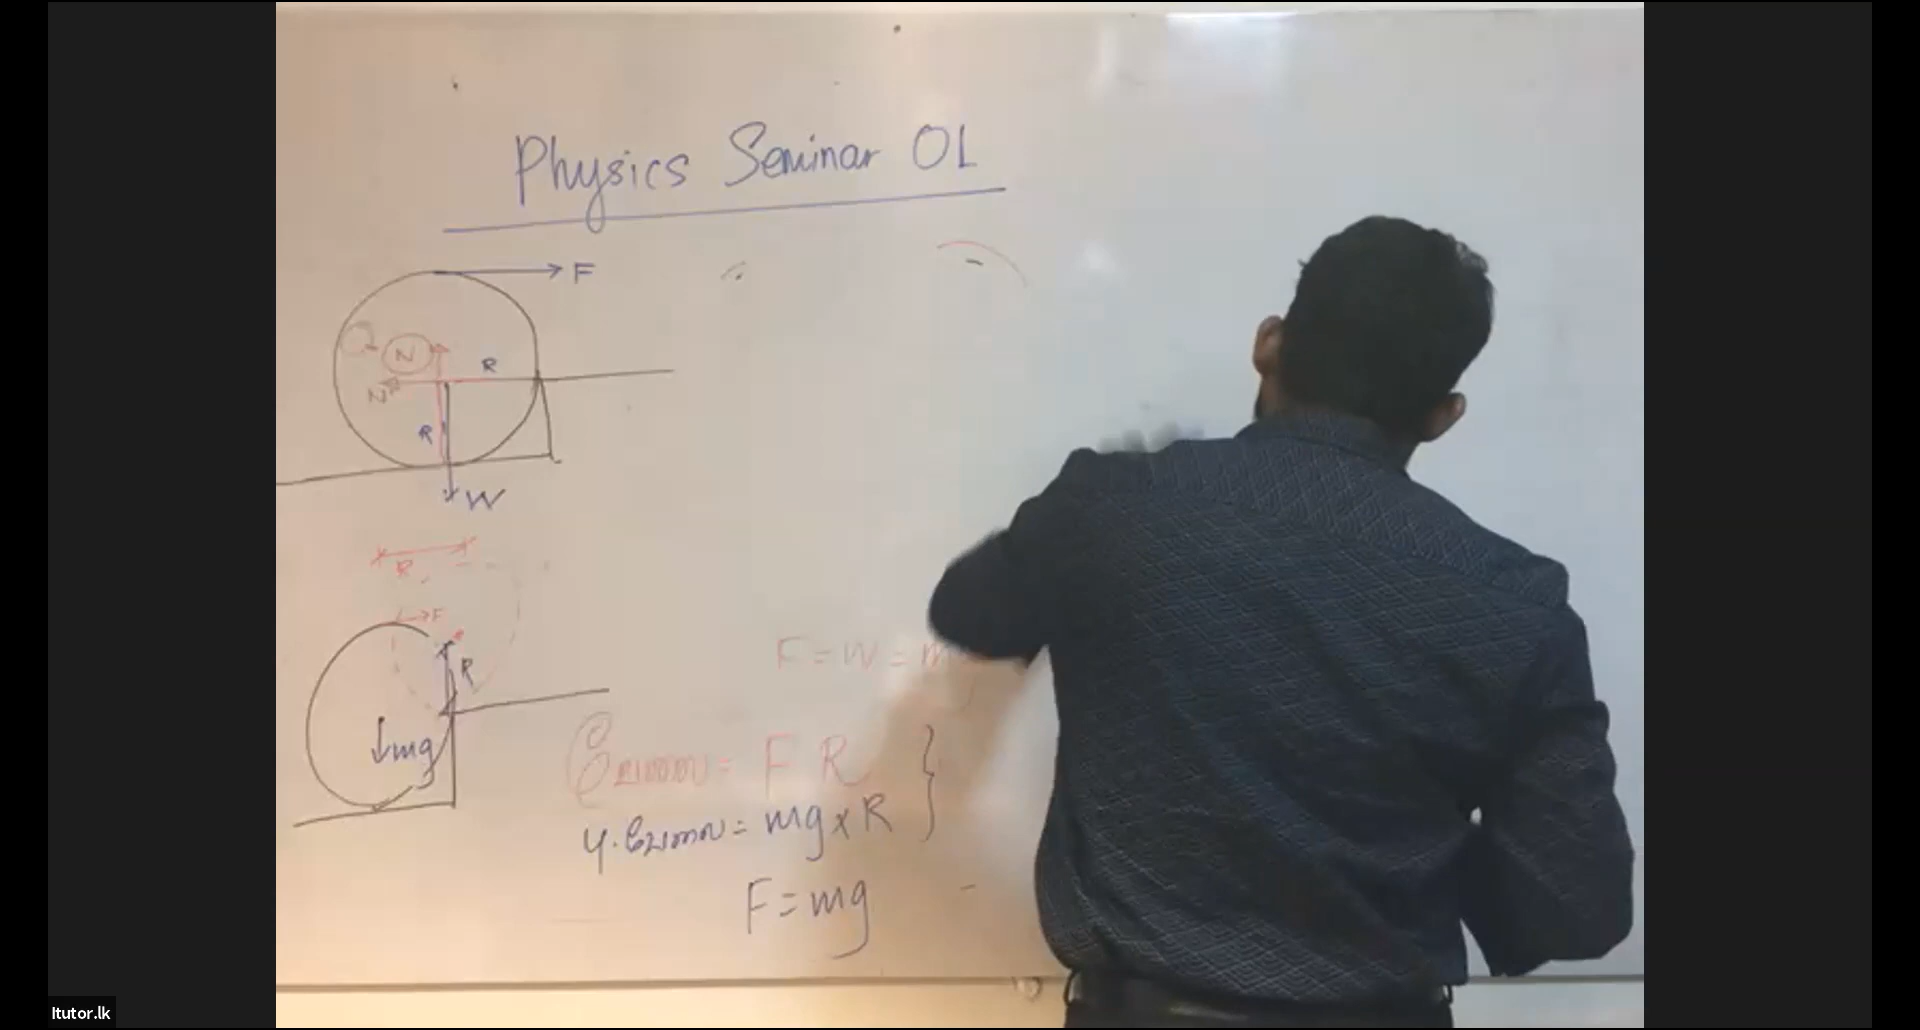 Physics Seminar OL
F
N
R
N
R
W
R
F
R
mg
F = W = m
வேலை = F R
மு.வேலை = mg x R
F = mg
Itutor.lk